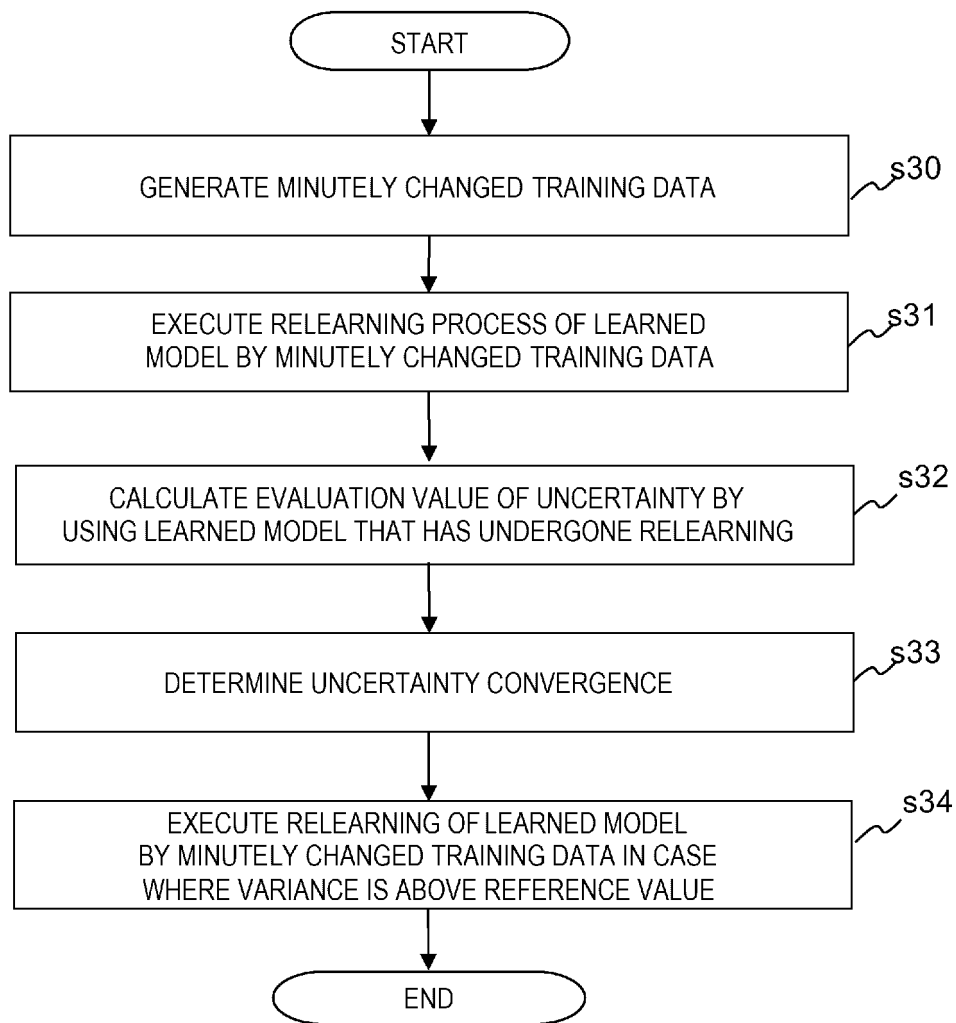 START
GENERATE MINUTELY CHANGED TRAINING DATA
s30
EXECUTE RELEARNING PROCESS OF LEARNED
MODEL BY MINUTELY CHANGED TRAINING DATA
s31
CALCULATE EVALUATION VALUE OF UNCERTAINTY BY
USING LEARNED MODEL THAT HAS UNDERGONE RELEARNING
s32
DETERMINE UNCERTAINTY CONVERGENCE
s33
EXECUTE RELEARNING OF LEARNED MODEL
BY MINUTELY CHANGED TRAINING DATA IN CASE
WHERE VARIANCE IS ABOVE REFERENCE VALUE
s34
END